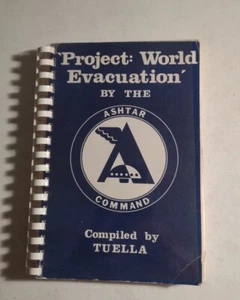 'Project: World
Evacuation'
BY THE
ASHTAR
COMMAND
Compiled by
TUELLA